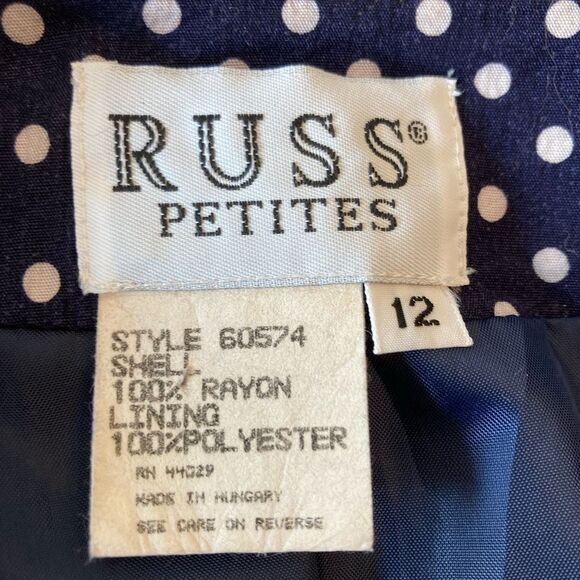 RUSS®
PETITES
12
STYLE 60574
SHELL
100% RAYON
LINING
100%POLYESTER
RN 44029
MADE IN HUNGARY
SEE CARE ON REVERSE